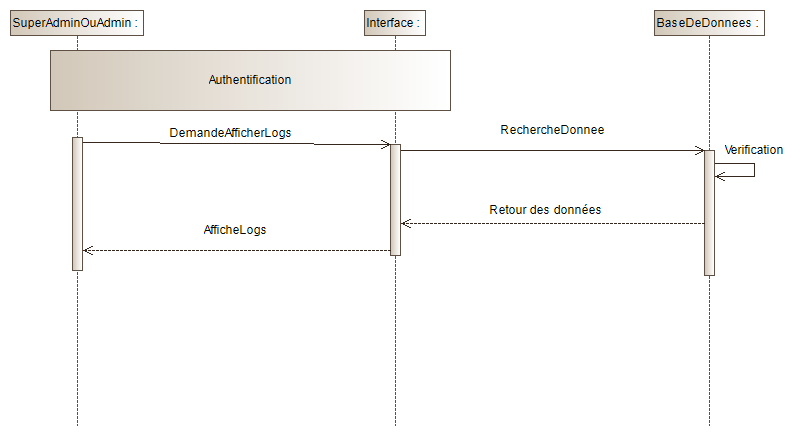 SuperAdminOuAdmin :
Interface :
BaseDeDonnees :
Authentification
DemandeAfficherLogs
RechercheDonnee
Verification
Retour des données
AfficheLogs